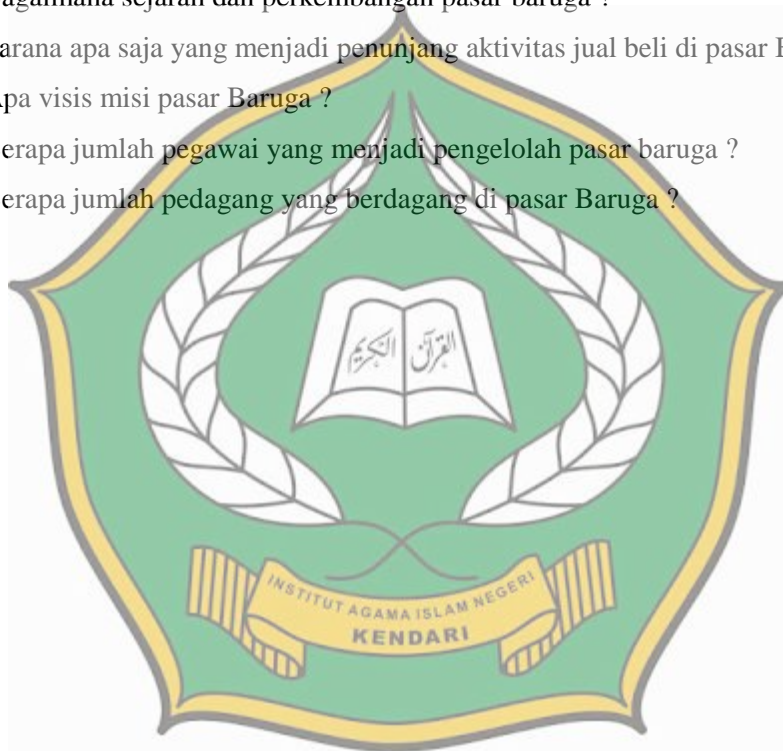 agaimana sejarah dan perkembangan pasar baruga ?
arana apa saja yang menjadi penunjang aktivitas jual beli di pasar
pa visis misi pasar Baruga ?
erapa jumlah pegawai yang menjadi pengelolah pasar baruga ?
erapa jumlah pedagang yang berdagang di pasar Baruga ?
القرآن الكريم
INSTITUT AGAMA ISLAM NEGERI
KENDARI